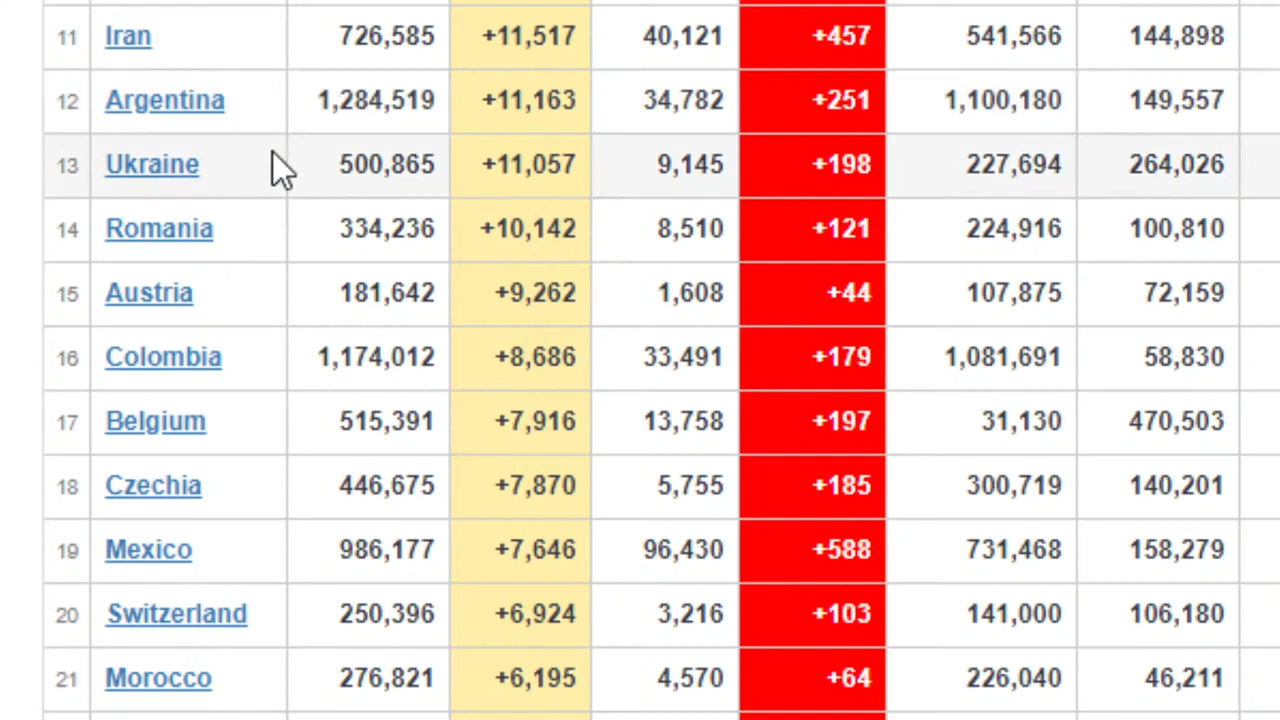 11 Iran 726,585 +11,517 40,121 +457 541,566 144,898
12 Argentina 1,284,519 +11,163 34,782 +251 1,100,180 149,557
13 Ukraine 500,865 +11,057 9,145 +198 227,694 264,026
14 Romania 334,236 +10,142 8,510 +121 224,916 100,810
15 Austria 181,642 +9,262 1,608 +44 107,875 72,159
16 Colombia 1,174,012 +8,686 33,491 +179 1,081,691 58,830
17 Belgium 515,391 +7,916 13,758 +197 31,130 470,503
18 Czechia 446,675 +7,870 5,755 +185 300,719 140,201
19 Mexico 986,177 +7,646 96,430 +588 731,468 158,279
20 Switzerland 250,396 +6,924 3,216 +103 141,000 106,180
21 Morocco 276,821 +6,195 4,570 +64 226,040 46,211